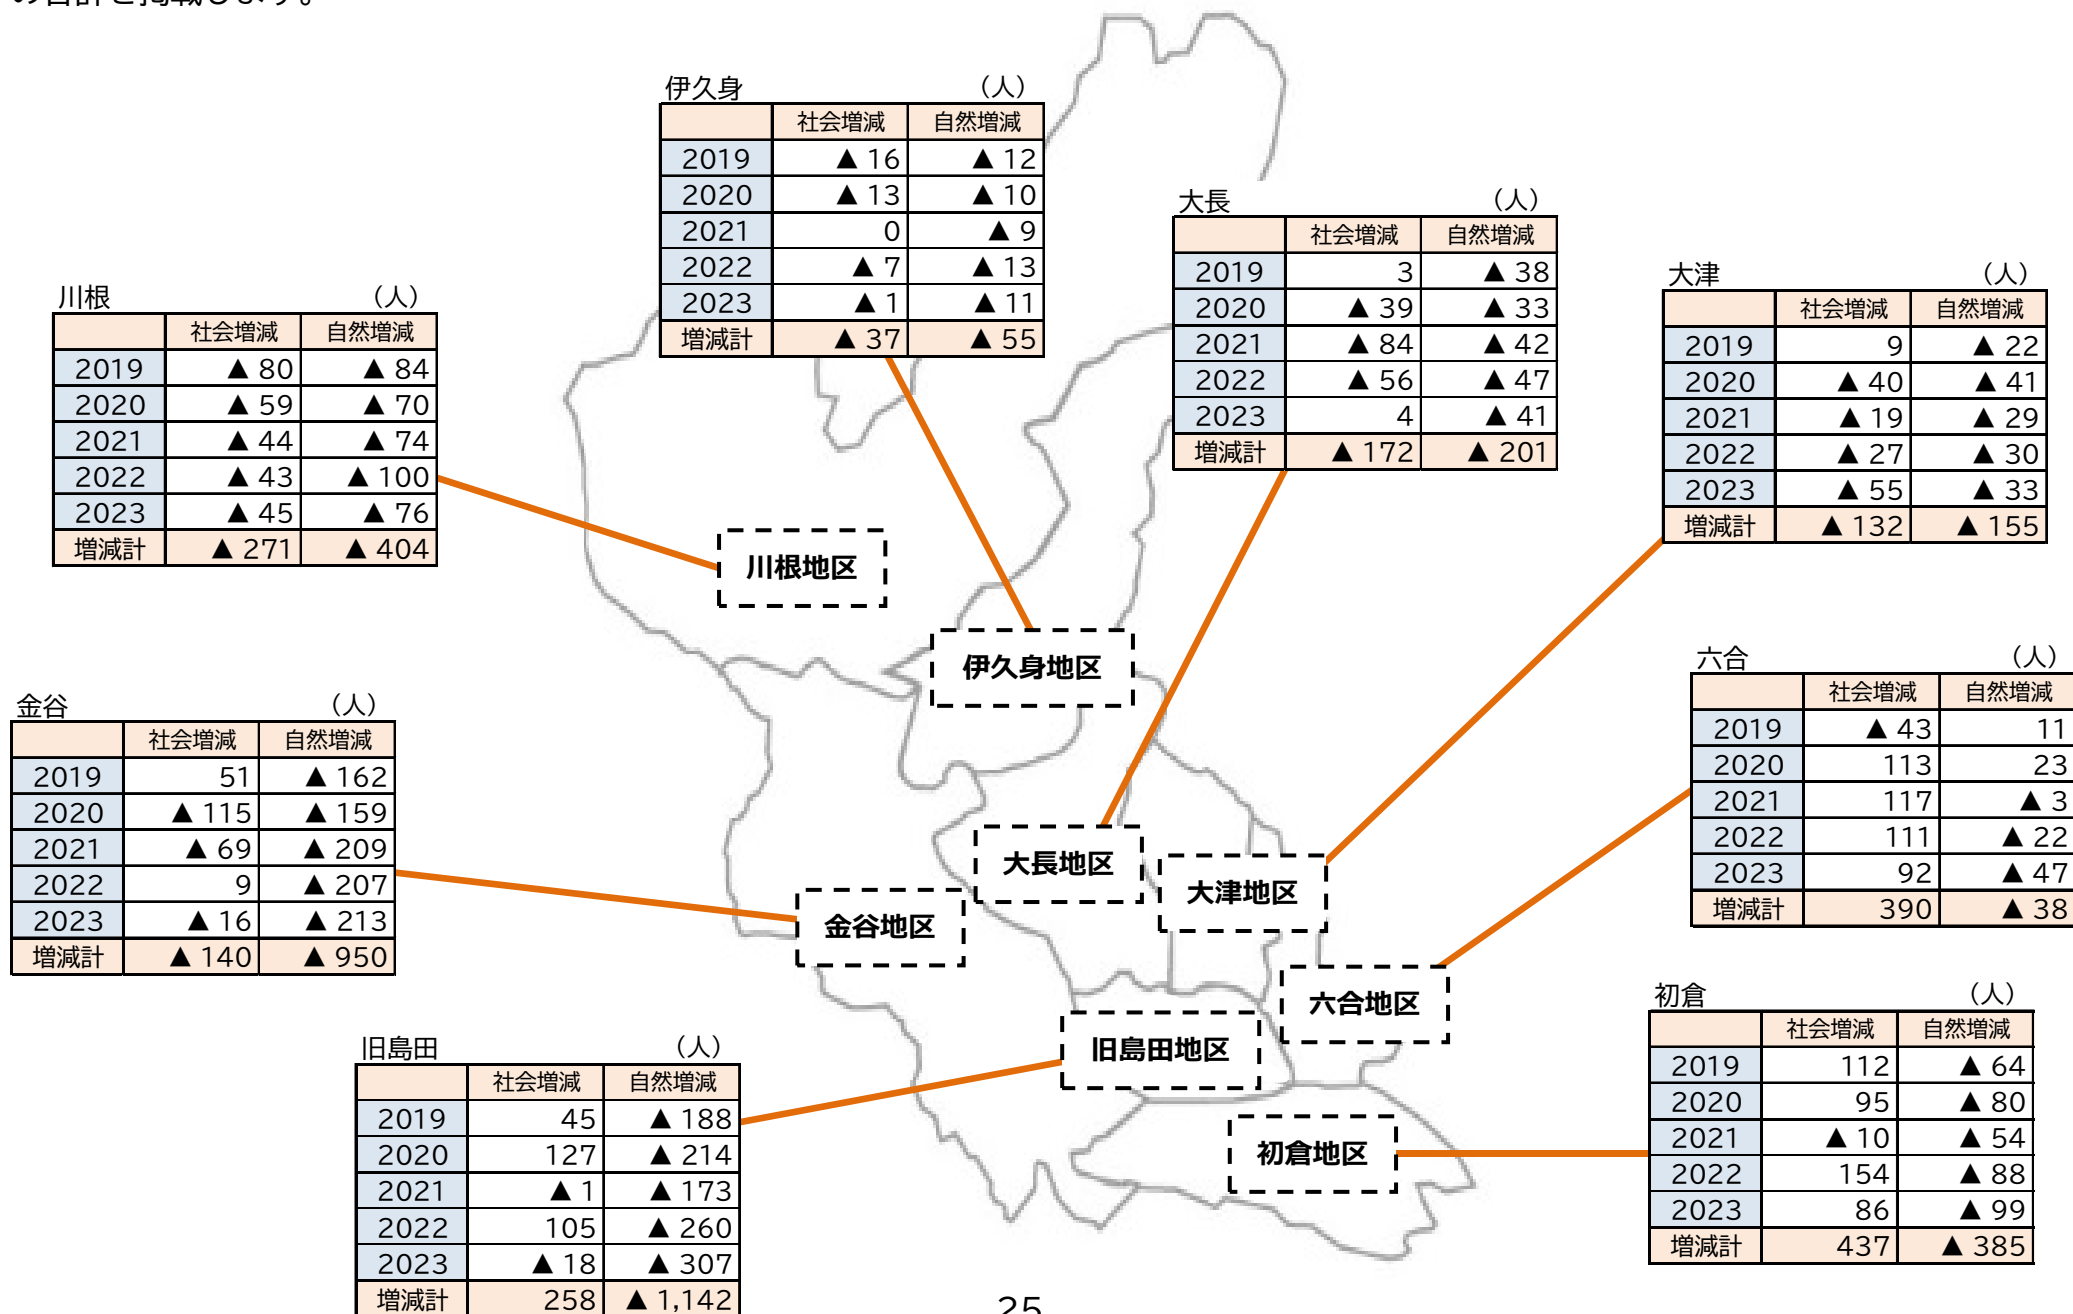 の合計を掲載します。
伊久身 （人）
社会増減 自然増減
2019 ▲ 16 ▲ 12
2020 ▲ 13 ▲ 10
2021 0 ▲ 9
2022 ▲ 7 ▲ 13
2023 ▲ 1 ▲ 11
増減計 ▲ 37 ▲ 55
大長 （人）
社会増減 自然増減
2019 3 ▲ 38
2020 ▲ 39 ▲ 33
2021 ▲ 84 ▲ 42
2022 ▲ 56 ▲ 47
2023 4 ▲ 41
増減計 ▲ 172 ▲ 201
大津 （人）
社会増減 自然増減
2019 9 ▲ 22
2020 ▲ 40 ▲ 41
2021 ▲ 19 ▲ 29
2022 ▲ 27 ▲ 30
2023 ▲ 55 ▲ 33
増減計 ▲ 132 ▲ 155
川根 （人）
社会増減 自然増減
2019 ▲ 80 ▲ 84
2020 ▲ 59 ▲ 70
2021 ▲ 44 ▲ 74
2022 ▲ 43 ▲ 100
2023 ▲ 45 ▲ 76
増減計 ▲ 271 ▲ 404
川根地区
伊久身地区
六合 （人）
社会増減 自然増減
2019 ▲ 43 11
2020 113 23
2021 117 ▲ 3
2022 111 ▲ 22
2023 92 ▲ 47
増減計 390 ▲ 38
金谷 （人）
社会増減 自然増減
2019 51 ▲ 162
2020 ▲ 115 ▲ 159
2021 ▲ 69 ▲ 209
2022 9 ▲ 207
2023 ▲ 16 ▲ 213
増減計 ▲ 140 ▲ 950
大長地区
大津地区
金谷地区
六合地区
旧島田地区
初倉地区
初倉 （人）
社会増減 自然増減
2019 112 ▲ 64
2020 95 ▲ 80
2021 ▲ 10 ▲ 54
2022 154 ▲ 88
2023 86 ▲ 99
増減計 437 ▲ 385
旧島田 （人）
社会増減 自然増減
2019 45 ▲ 188
2020 127 ▲ 214
2021 ▲ 1 ▲ 173
2022 105 ▲ 260
2023 ▲ 18 ▲ 307
増減計 258 ▲ 1,142
25